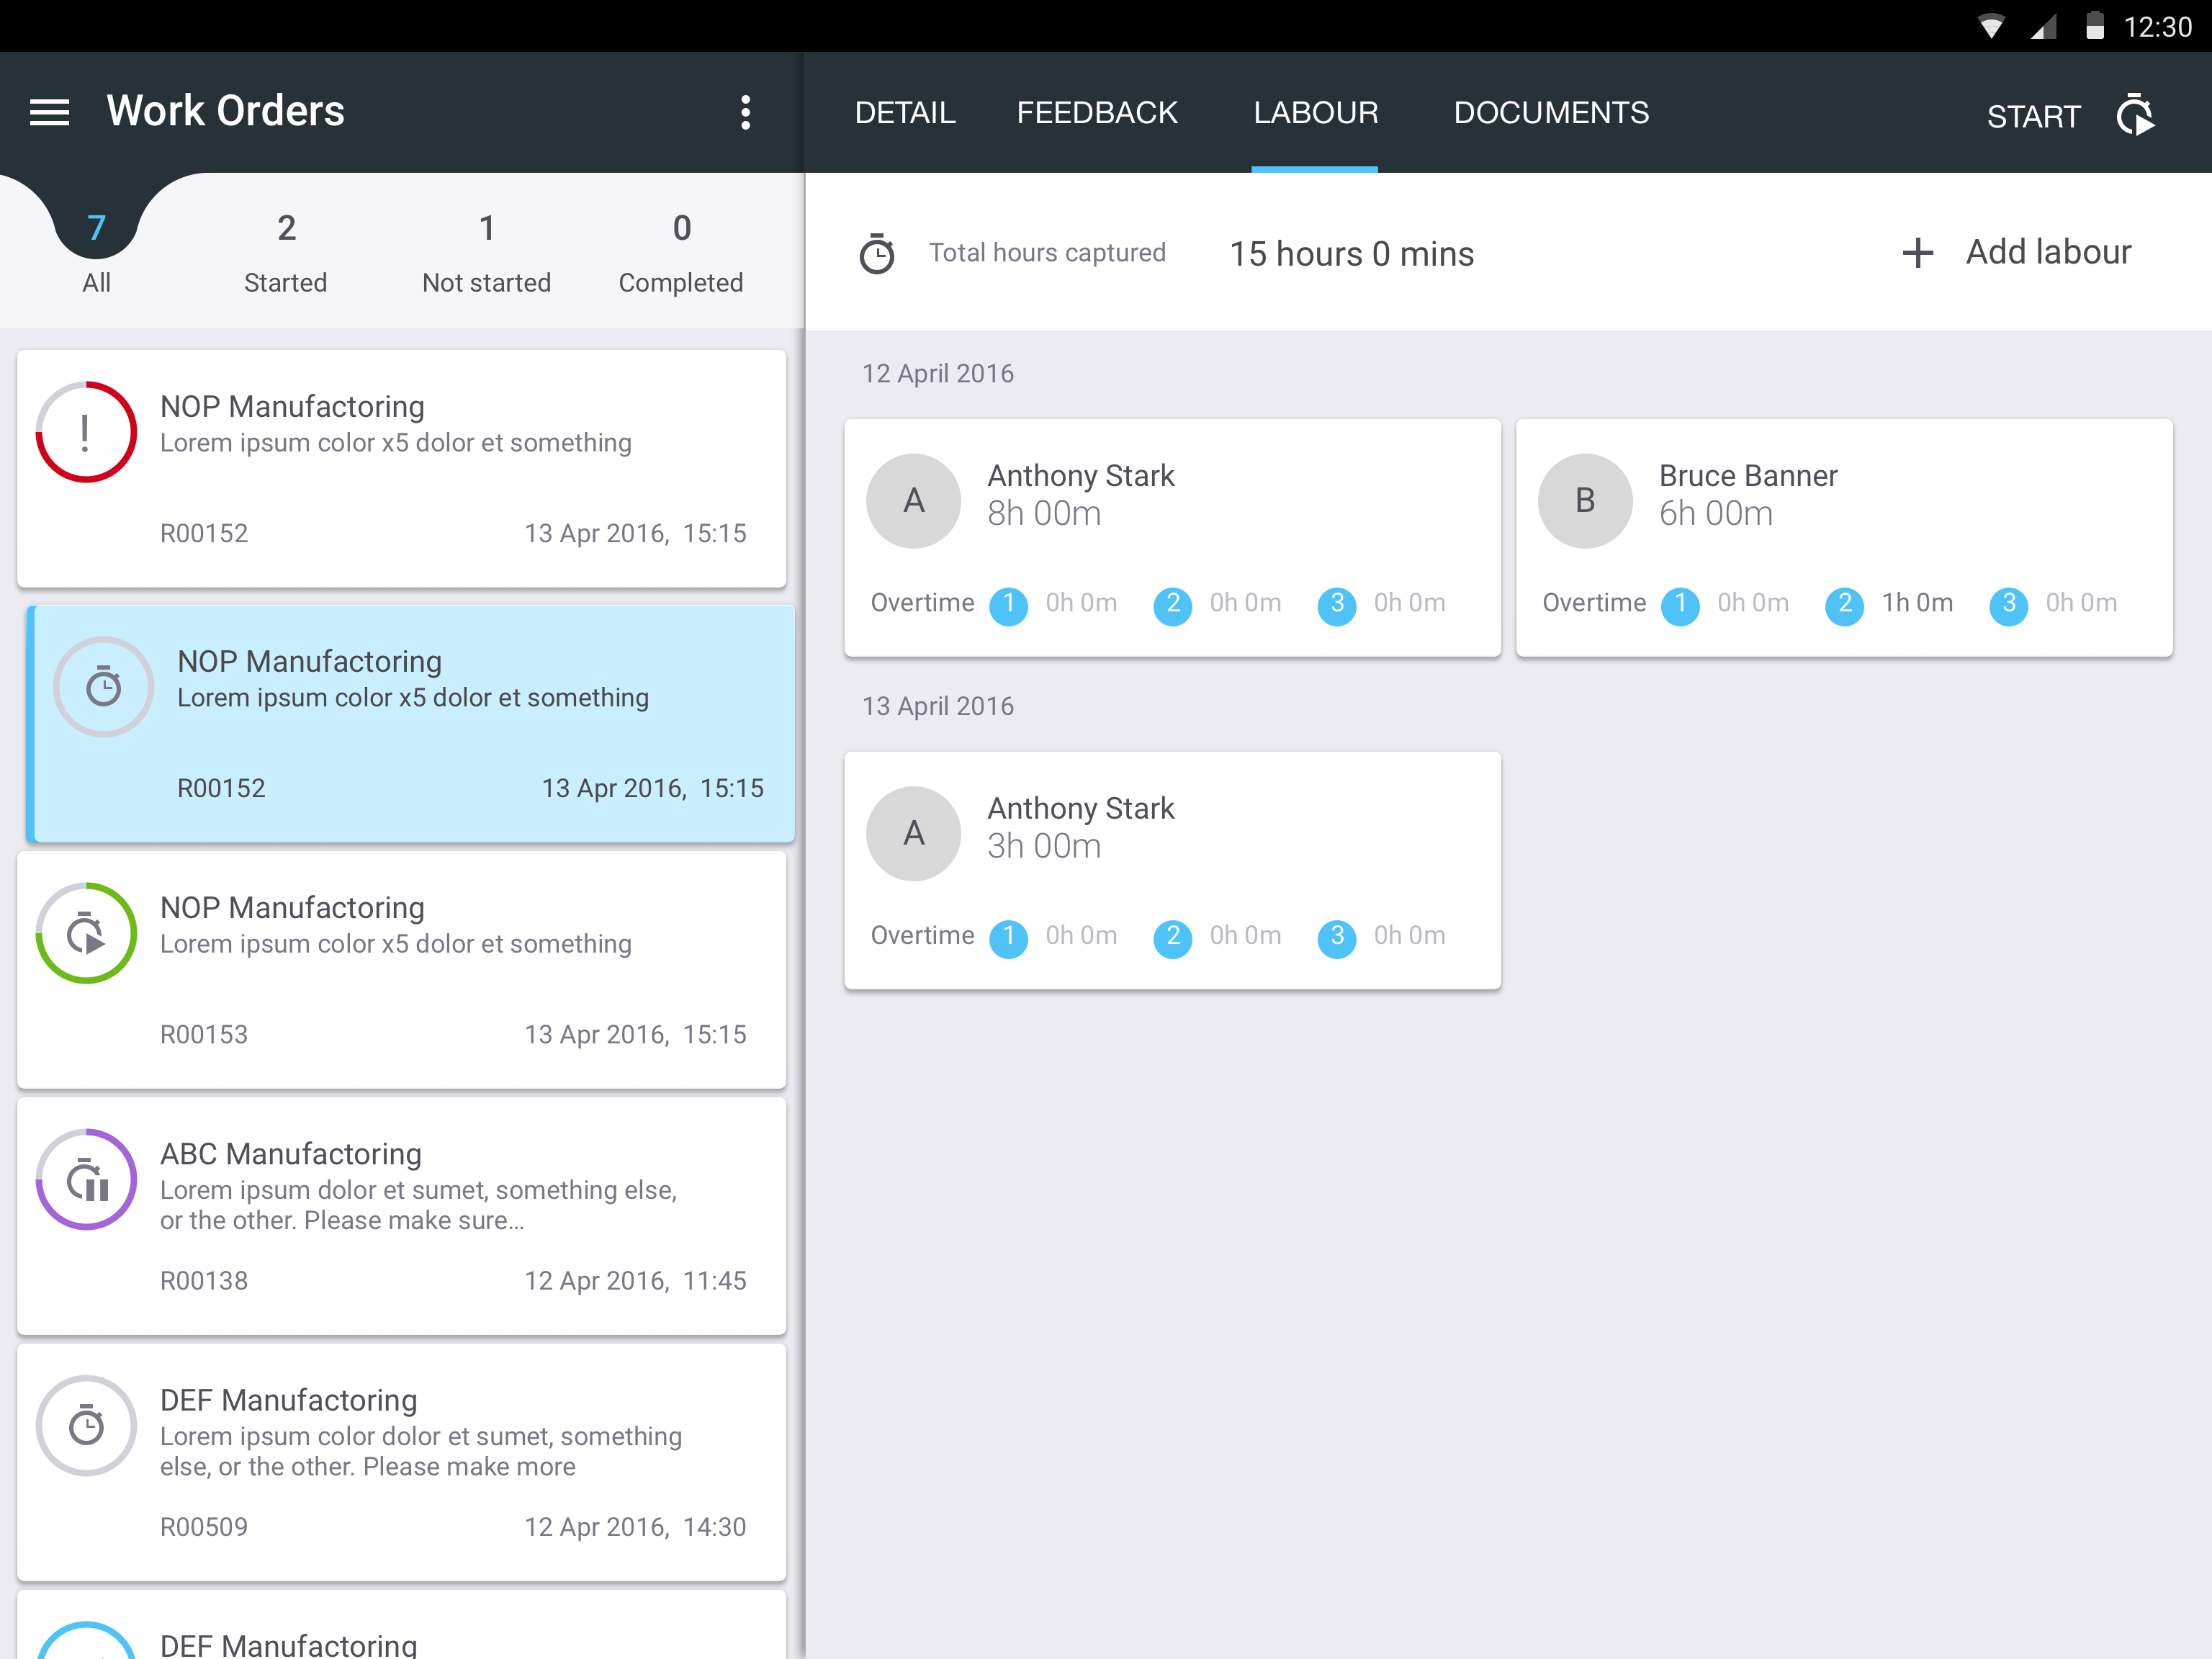 12:30
Work Orders
DETAIL FEEDBACK LABOUR DOCUMENTS START
7 2 1 0
All Started Not started Completed
Total hours captured 15 hours 0 mins + Add labour
!
NOP Manufactoring
Lorem ipsum color x5 dolor et something
R00152 13 Apr 2016, 15:15
NOP Manufactoring
Lorem ipsum color x5 dolor et something
R00152 13 Apr 2016, 15:15
NOP Manufactoring
Lorem ipsum color x5 dolor et something
R00153 13 Apr 2016, 15:15
ABC Manufactoring
Lorem ipsum dolor et sumet, something else,
or the other. Please make sure...
R00138 12 Apr 2016, 11:45
DEF Manufactoring
Lorem ipsum color dolor et sumet, something
else, or the other. Please make more
R00509 12 Apr 2016, 14:30
DEF Manufactoring
12 April 2016
A
Anthony Stark
8h 00m
Overtime 1 0h 0m 2 0h 0m 3 0h 0m
B
Bruce Banner
6h 00m
Overtime 1 0h 0m 2 1h 0m 3 0h 0m
13 April 2016
A
Anthony Stark
3h 00m
Overtime 1 0h 0m 2 0h 0m 3 0h 0m